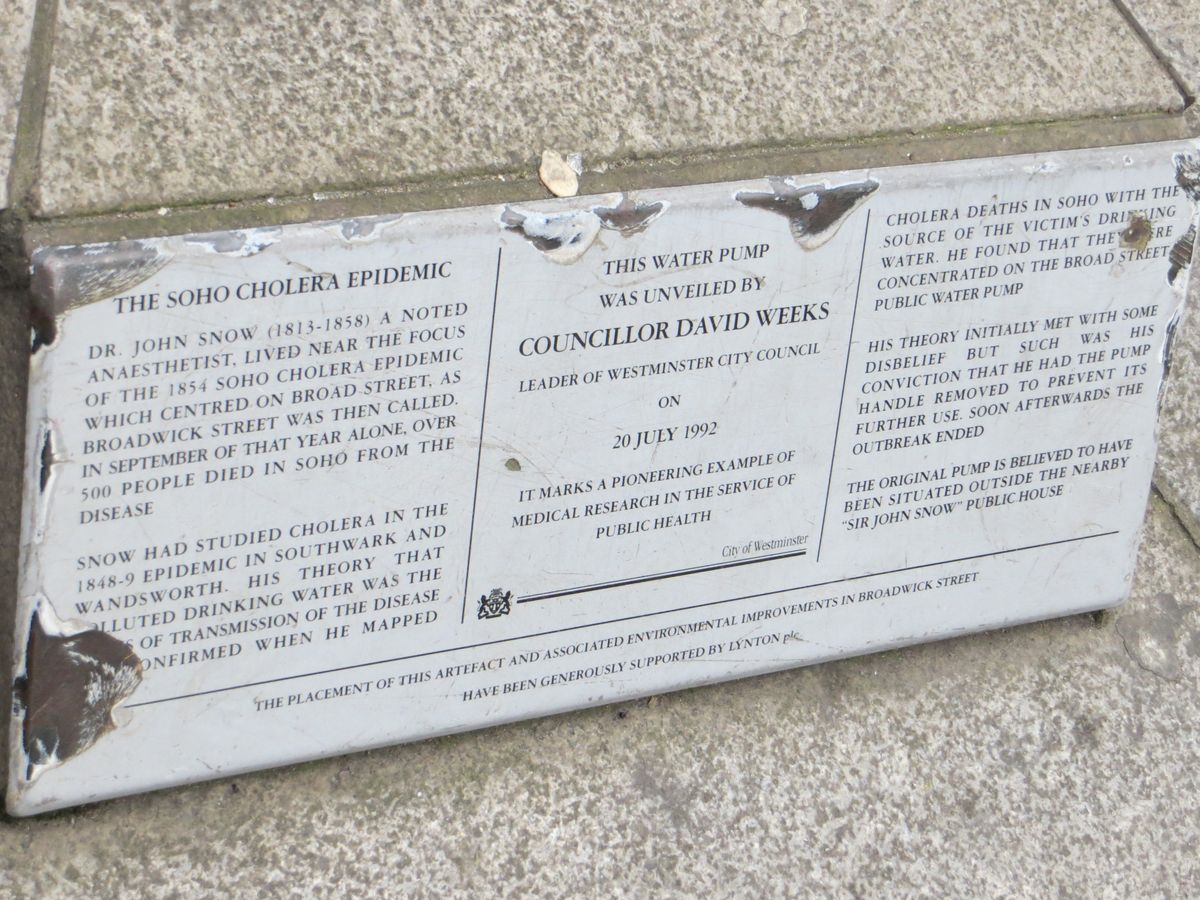 THE SOHO CHOLERA EPIDEMIC
DR. JOHN SNOW (1813-1858) A NOTED
ANAESTHETIST, LIVED NEAR THE FOCUS
OF THE 1854 SOHO CHOLERA EPIDEMIC
WHICH CENTRED ON BROAD STREET, AS
BROADWICK STREET WAS THEN CALLED.
IN SEPTEMBER OF THAT YEAR ALONE, OVER
500 PEOPLE DIED IN SOHO FROM THE
DISEASE
SNOW HAD STUDIED CHOLERA IN THE
1848-9 EPIDEMIC IN SOUTHWARK AND
WANDSWORTH. HIS THEORY THAT
OLLUTED DRINKING WATER WAS THE
S OF TRANSMISSION OF THE DISEASE
ONFIRMED WHEN HE MAPPED
THIS WATER PUMP
WAS UNVEILED BY
COUNCILLOR DAVID WEEKS
LEADER OF WESTMINSTER CITY COUNCIL
ON
20 JULY 1992
IT MARKS A PIONEERING EXAMPLE OF
MEDICAL RESEARCH IN THE SERVICE OF
PUBLIC HEALTH
City of Westminster
CHOLERA DEATHS IN SOHO WITH THE
SOURCE OF THE VICTIM'S DRINKING
WATER. HE FOUND THAT THEY WERE
CONCENTRATED ON THE BROAD STREET
PUBLIC WATER PUMP
HIS THEORY INITIALLY MET WITH SOME
DISBELIEF BUT SUCH WAS HIS
CONVICTION THAT HE HAD THE PUMP
HANDLE REMOVED TO PREVENT ITS
FURTHER USE. SOON AFTERWARDS THE
OUTBREAK ENDED
THE ORIGINAL PUMP IS BELIEVED TO HAVE
BEEN SITUATED OUTSIDE THE NEARBY
"SIR JOHN SNOW" PUBLIC HOUSE
THE PLACEMENT OF THIS ARTEFACT AND ASSOCIATED ENVIRONMENTAL IMPROVEMENTS IN BROADWICK STREET
HAVE BEEN GENEROUSLY SUPPORTED BY LYNTON plc